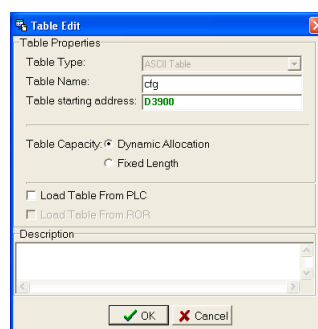 Table Edit
Table Properties
Table Type: ASCII Table
Table Name: cfg
Table starting address: D3900
Table Capacity: Dynamic Allocation
Fixed Length
Load Table From PLC
Load Table From ROR
Description
OK Cancel